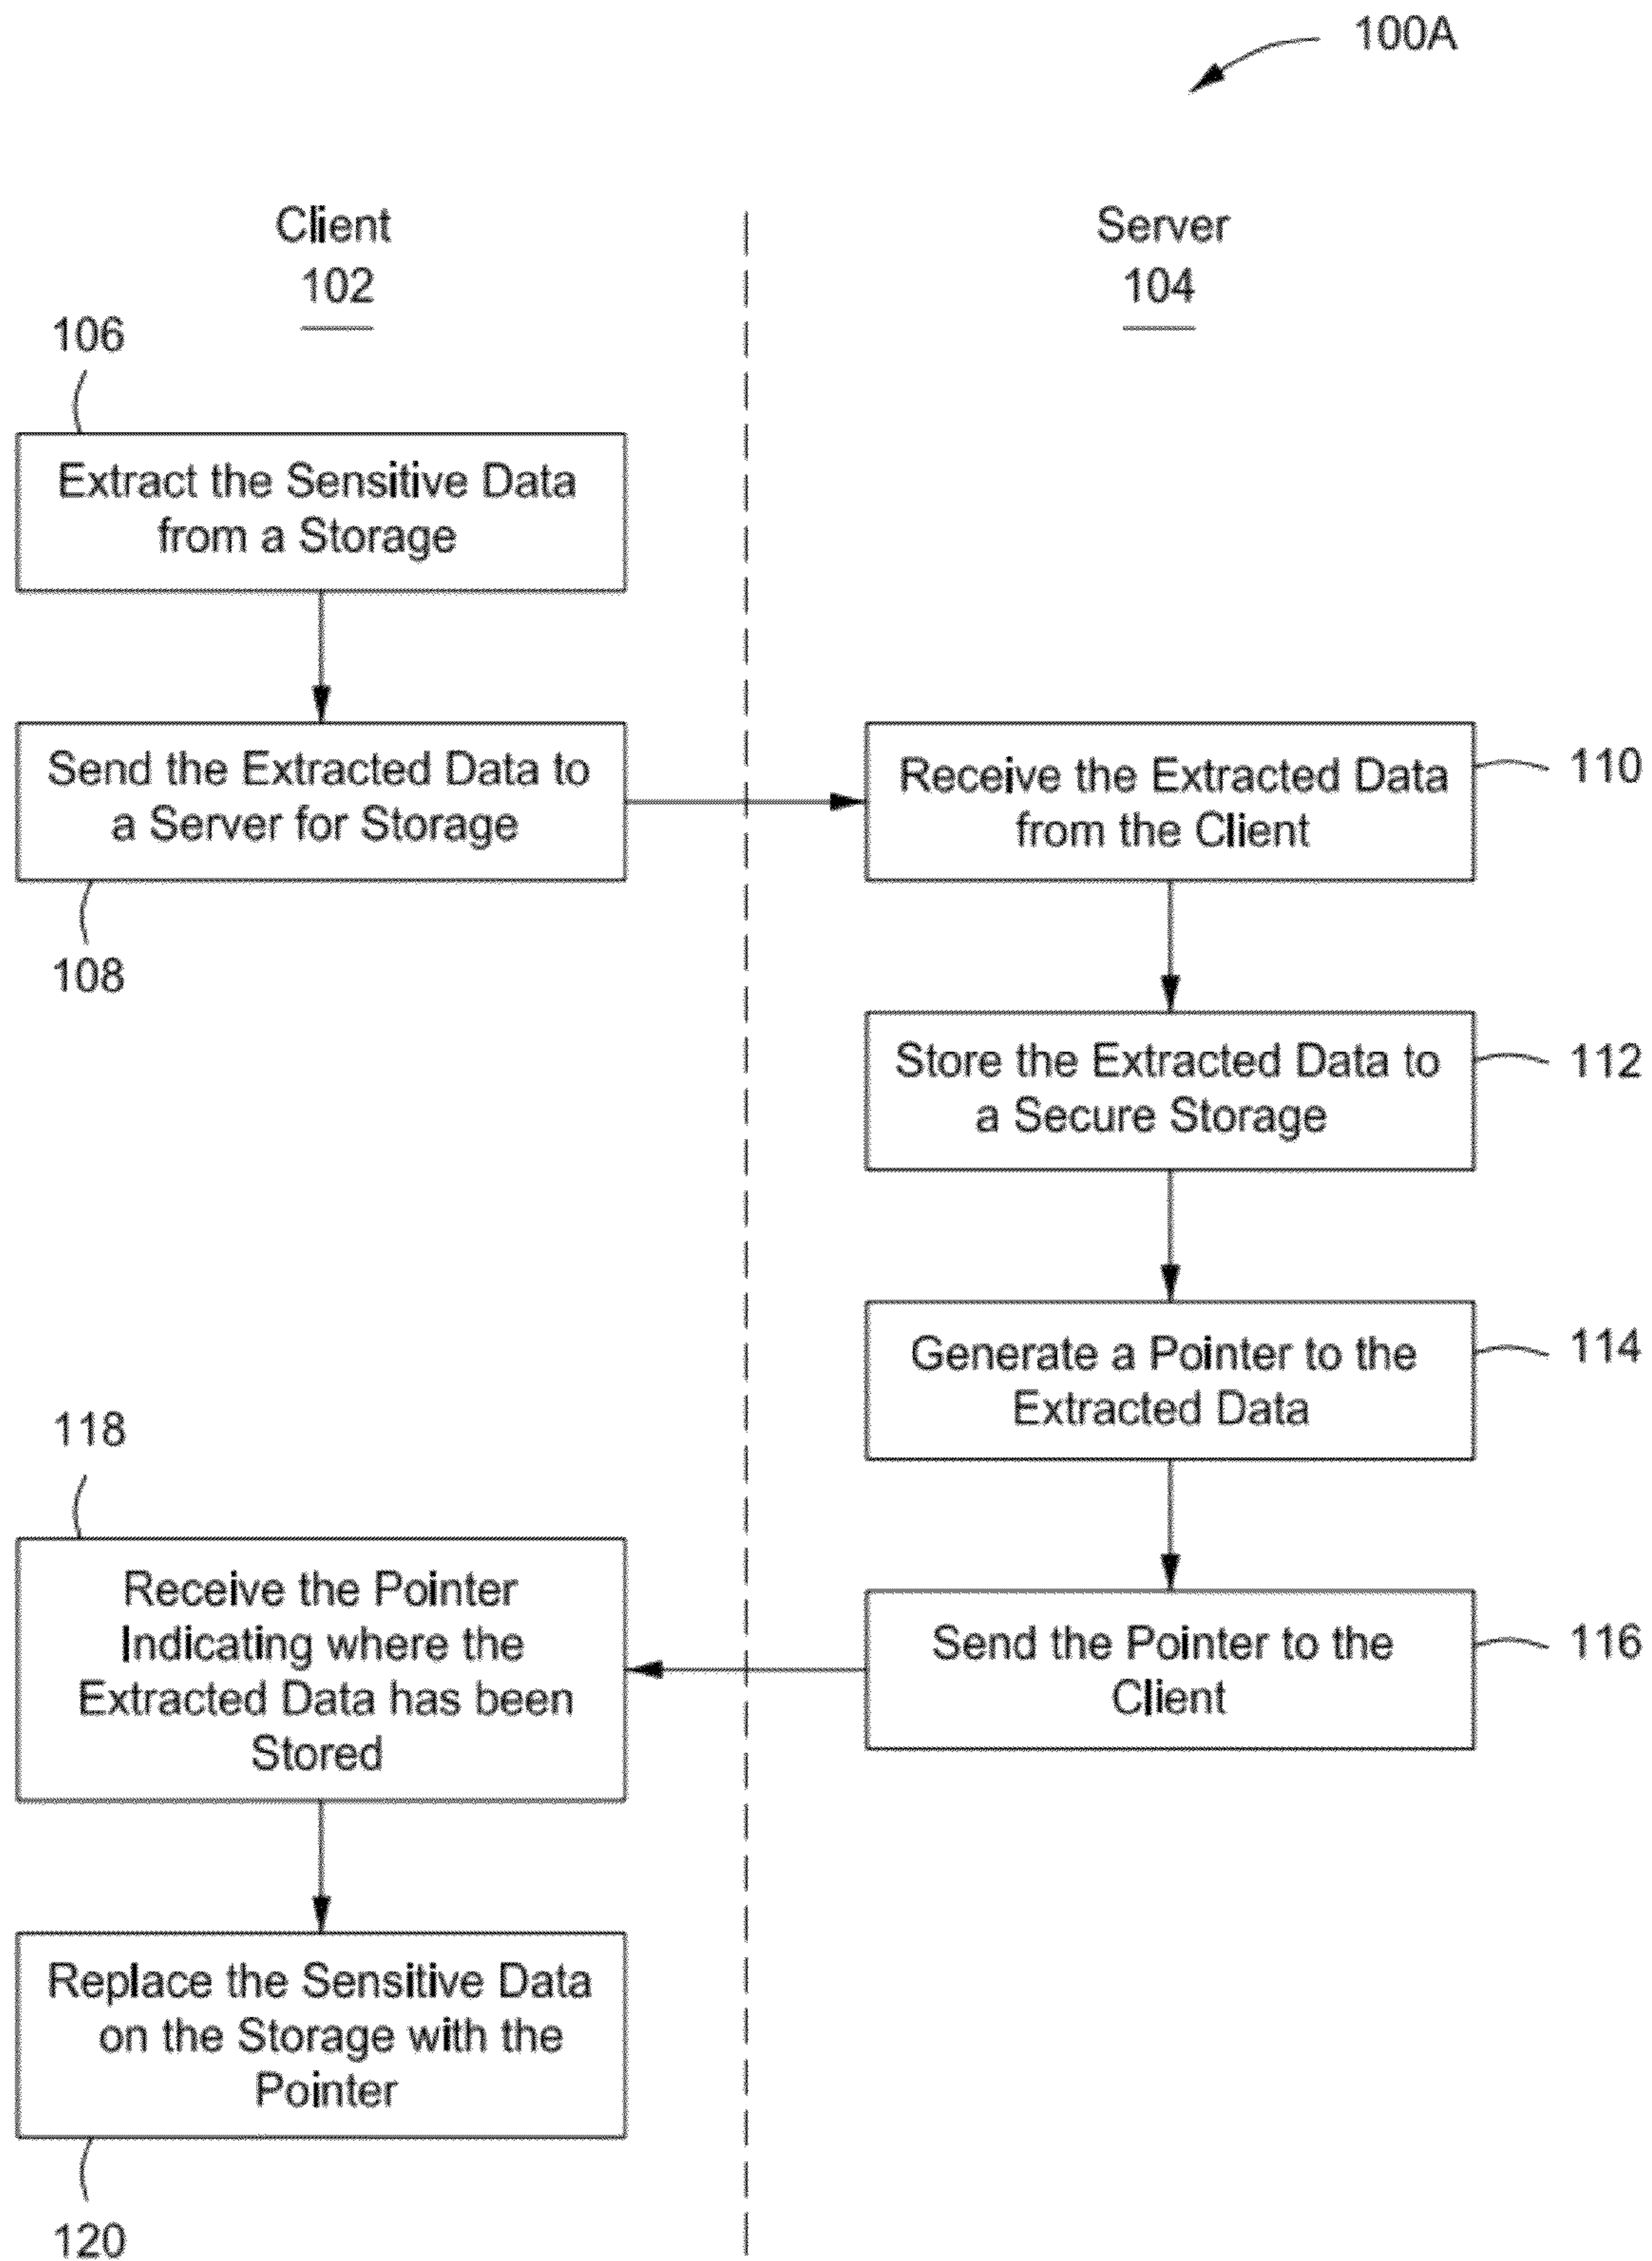 100A
Client
102
Server
104
106
Extract the Sensitive Data
from a Storage
Send the Extracted Data to
a Server for Storage
108
Receive the Extracted Data
from the Client
110
Store the Extracted Data to
a Secure Storage
112
Generate a Pointer to the
Extracted Data
114
Send the Pointer to the
Client
116
118
Receive the Pointer
Indicating where the
Extracted Data has been
Stored
Replace the Sensitive Data
on the Storage with the
Pointer
120